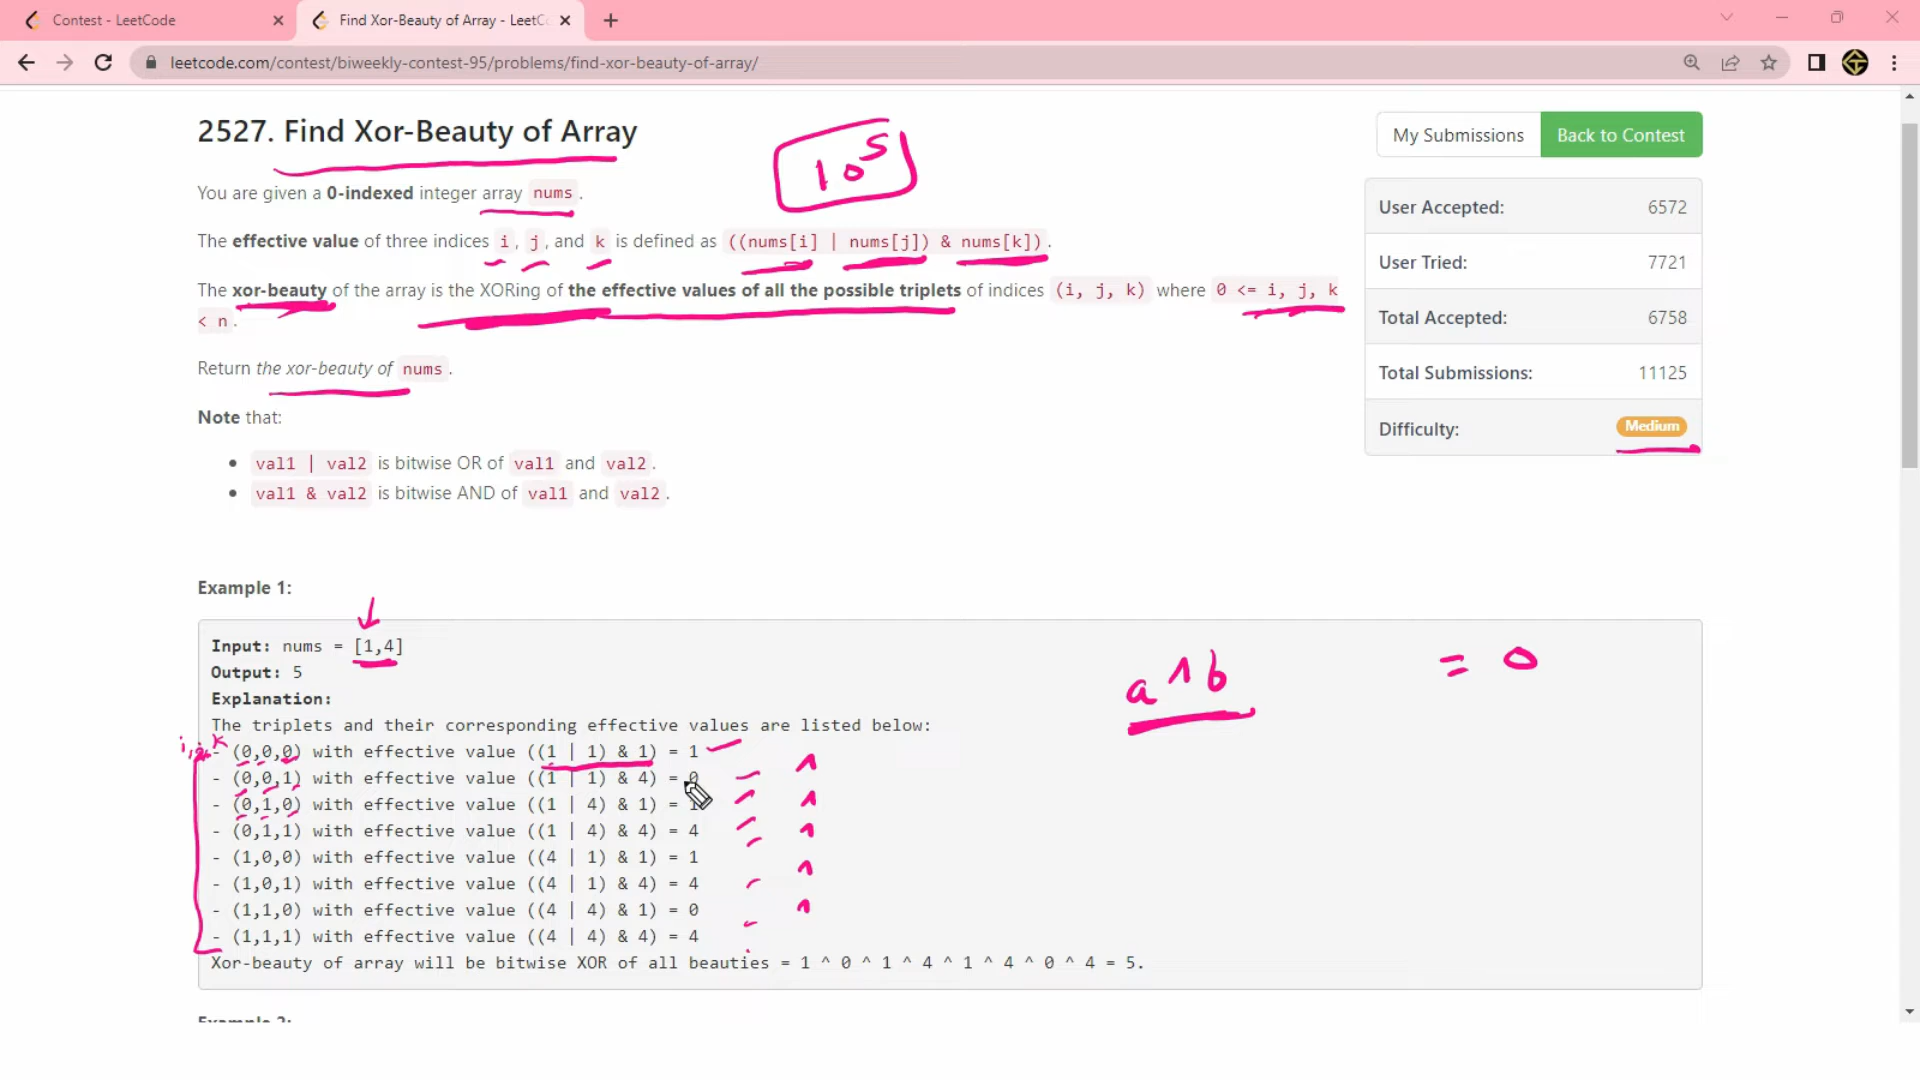 Contest - LeetCode
Find Xor-Beauty of Array - LeetC
leetcode.com/contest/biweekly-contest-95/problems/find-xor-beauty-of-array/
2527. Find Xor-Beauty of Array
10^5
My Submissions
Back to Contest
You are given a 0-indexed integer array nums .
The effective value of three indices i , j , and k is defined as ((nums[i] | nums[j]) & nums[k]) .
The xor-beauty of the array is the XORing of the effective values of all the possible triplets of indices (i, j, k) where 0 <= i, j, k
< n .
Return the xor-beauty of nums .
Note that:
• val1 | val2 is bitwise OR of val1 and val2 .
• val1 & val2 is bitwise AND of val1 and val2 .
User Accepted: 6572
User Tried: 7721
Total Accepted: 6758
Total Submissions: 11125
Difficulty: Medium
Example 1:
Input: nums = [1,4]
Output: 5
Explanation:
The triplets and their corresponding effective values are listed below:
i,j,k
- (0,0,0) with effective value ((1 | 1) & 1) = 1
- (0,0,1) with effective value ((1 | 1) & 4) = 0 ^
- (0,1,0) with effective value ((1 | 4) & 1) = 1 ^
- (0,1,1) with effective value ((1 | 4) & 4) = 4 ^
- (1,0,0) with effective value ((4 | 1) & 1) = 1 ^
- (1,0,1) with effective value ((4 | 1) & 4) = 4
- (1,1,0) with effective value ((4 | 4) & 1) = 0 ^
- (1,1,1) with effective value ((4 | 4) & 4) = 4
Xor-beauty of array will be bitwise XOR of all beauties = 1 ^ 0 ^ 1 ^ 4 ^ 1 ^ 4 ^ 0 ^ 4 = 5.
a ^ b = 0
Example 2: